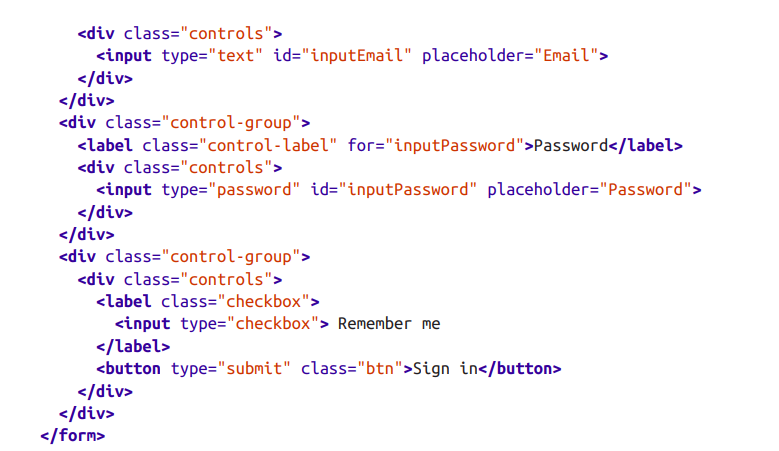 <div class="controls">
<input type="text" id="inputEmail" placeholder="Email">
</div>
</div>
<div class="control-group">
<label class="control-label" for="inputPassword">Password</label>
<div class="controls">
<input type="password" id="inputPassword" placeholder="Password">
</div>
</div>
<div class="control-group">
<div class="controls">
<label class="checkbox">
<input type="checkbox"> Remember me
</label>
<button type="submit" class="btn">Sign in</button>
</div>
</div>
</form>